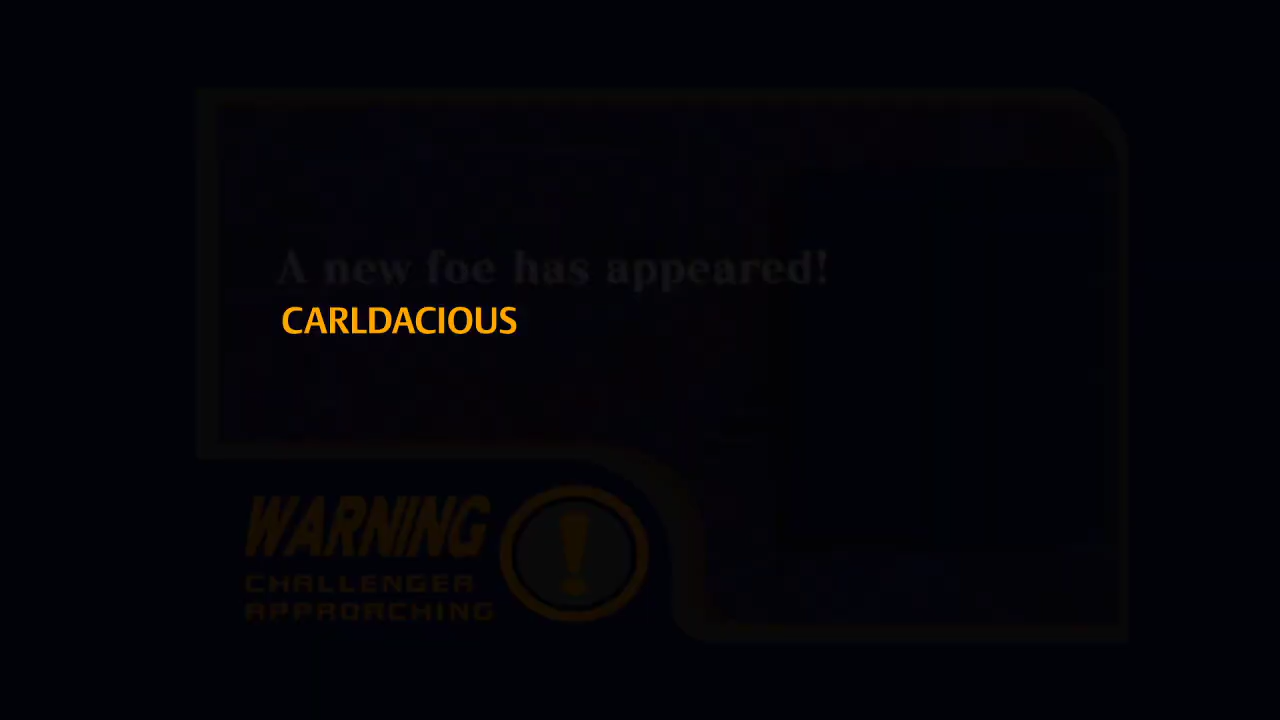 A new foe has appeared!
CARLDACIOUS
WARNING
CHALLENGER
APPROACHING